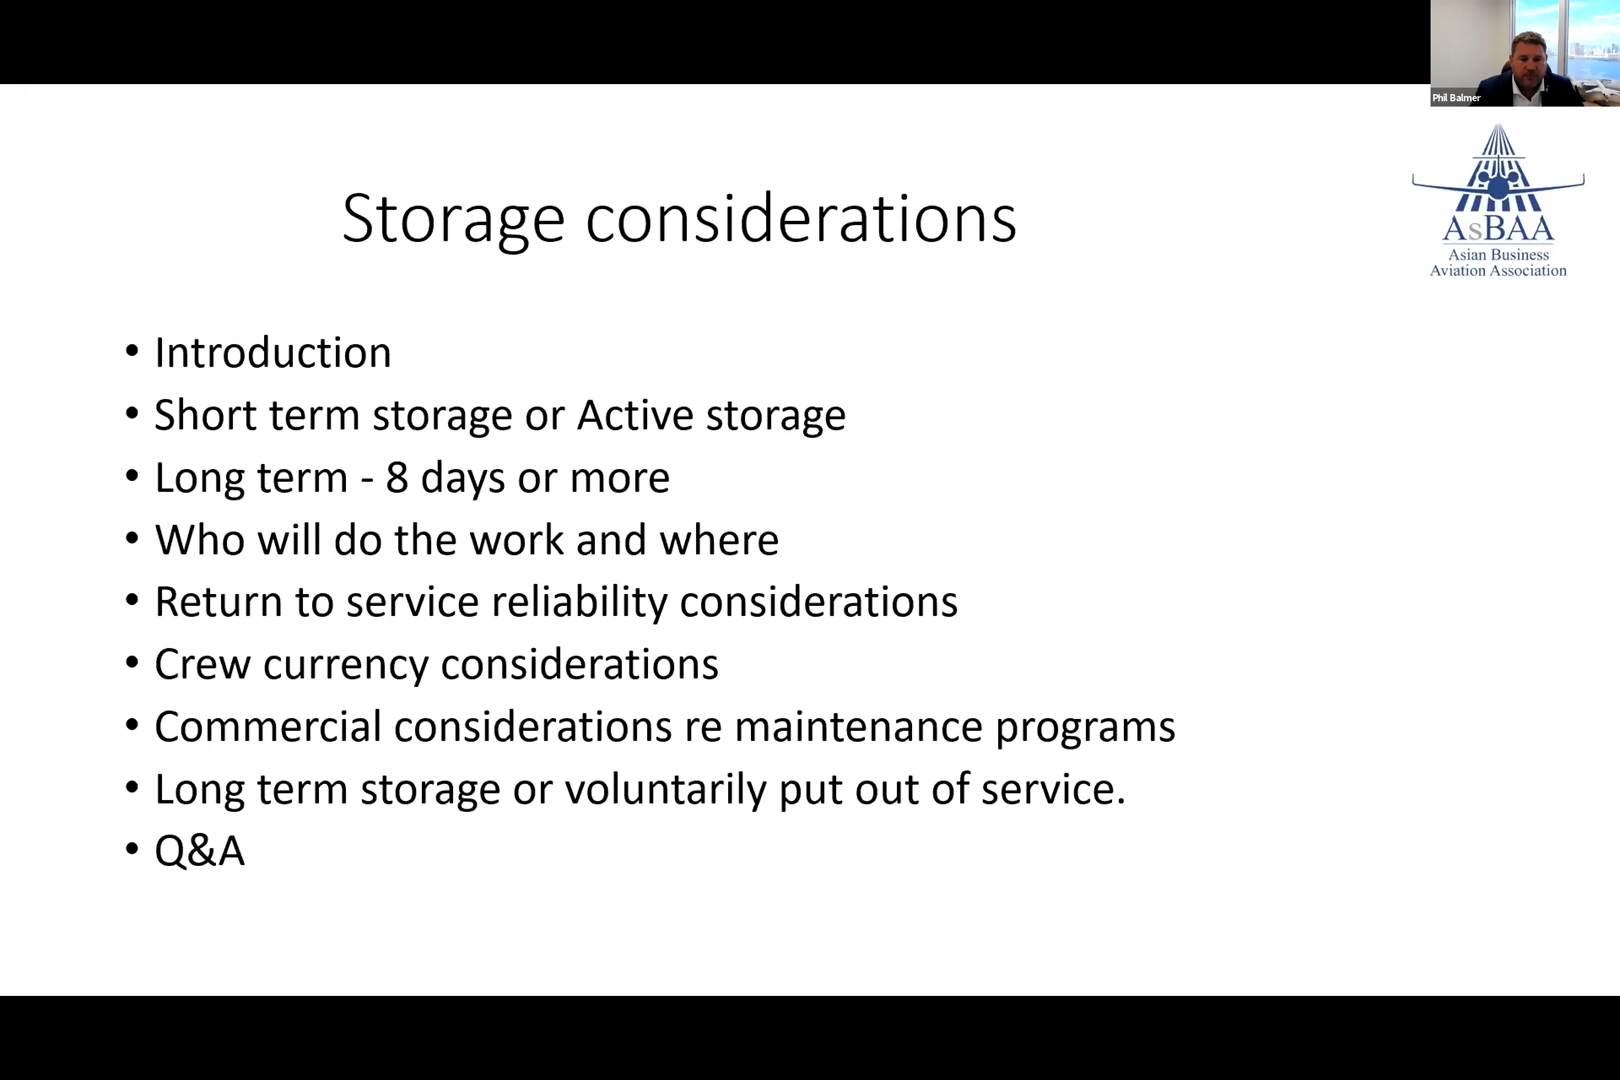 Phil Balmer
AsBAA
Asian Business
Aviation Association
Storage considerations
• Introduction
• Short term storage or Active storage
• Long term - 8 days or more
• Who will do the work and where
• Return to service reliability considerations
• Crew currency considerations
• Commercial considerations re maintenance programs
• Long term storage or voluntarily put out of service.
• Q&A